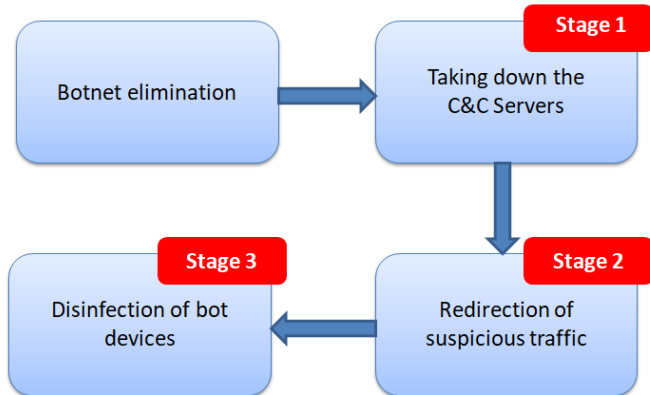 Botnet elimination
Stage 1
Taking down the
C&C Servers
Stage 2
Redirection of
suspicious traffic
Stage 3
Disinfection of bot
devices